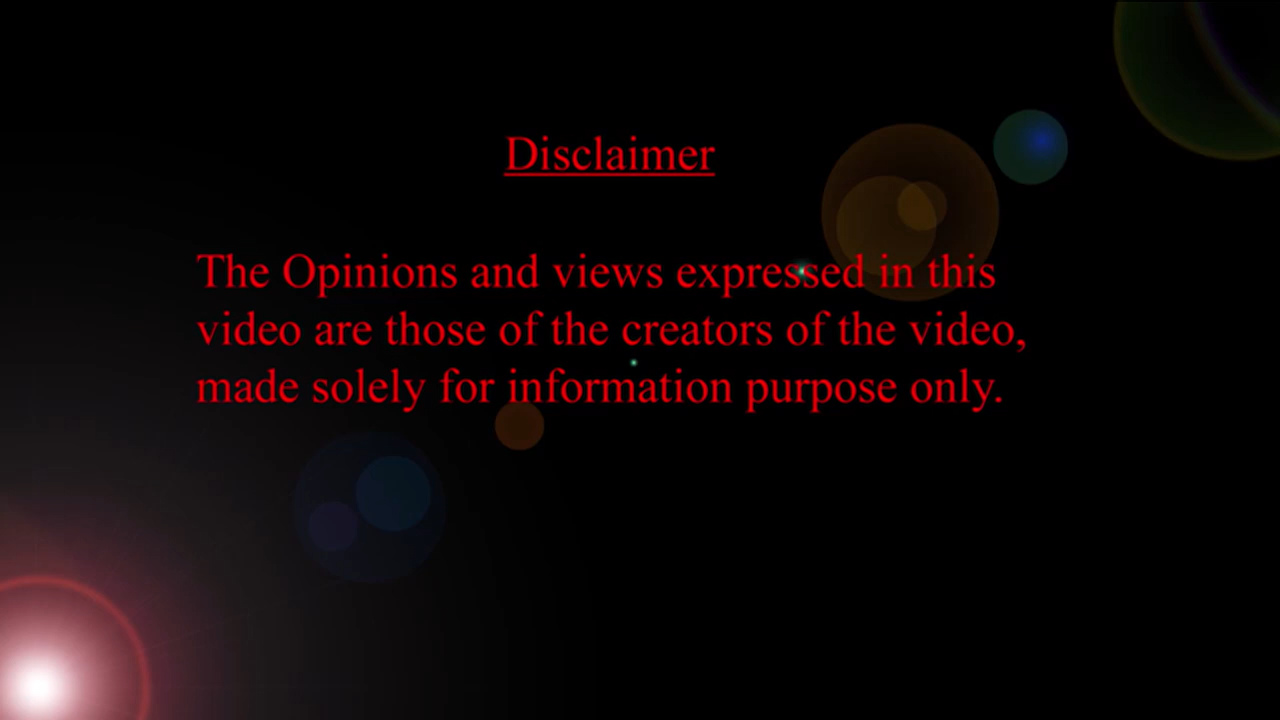 Disclaimer
The Opinions and views expressed in this
video are those of the creators of the video,
made solely for information purpose only.